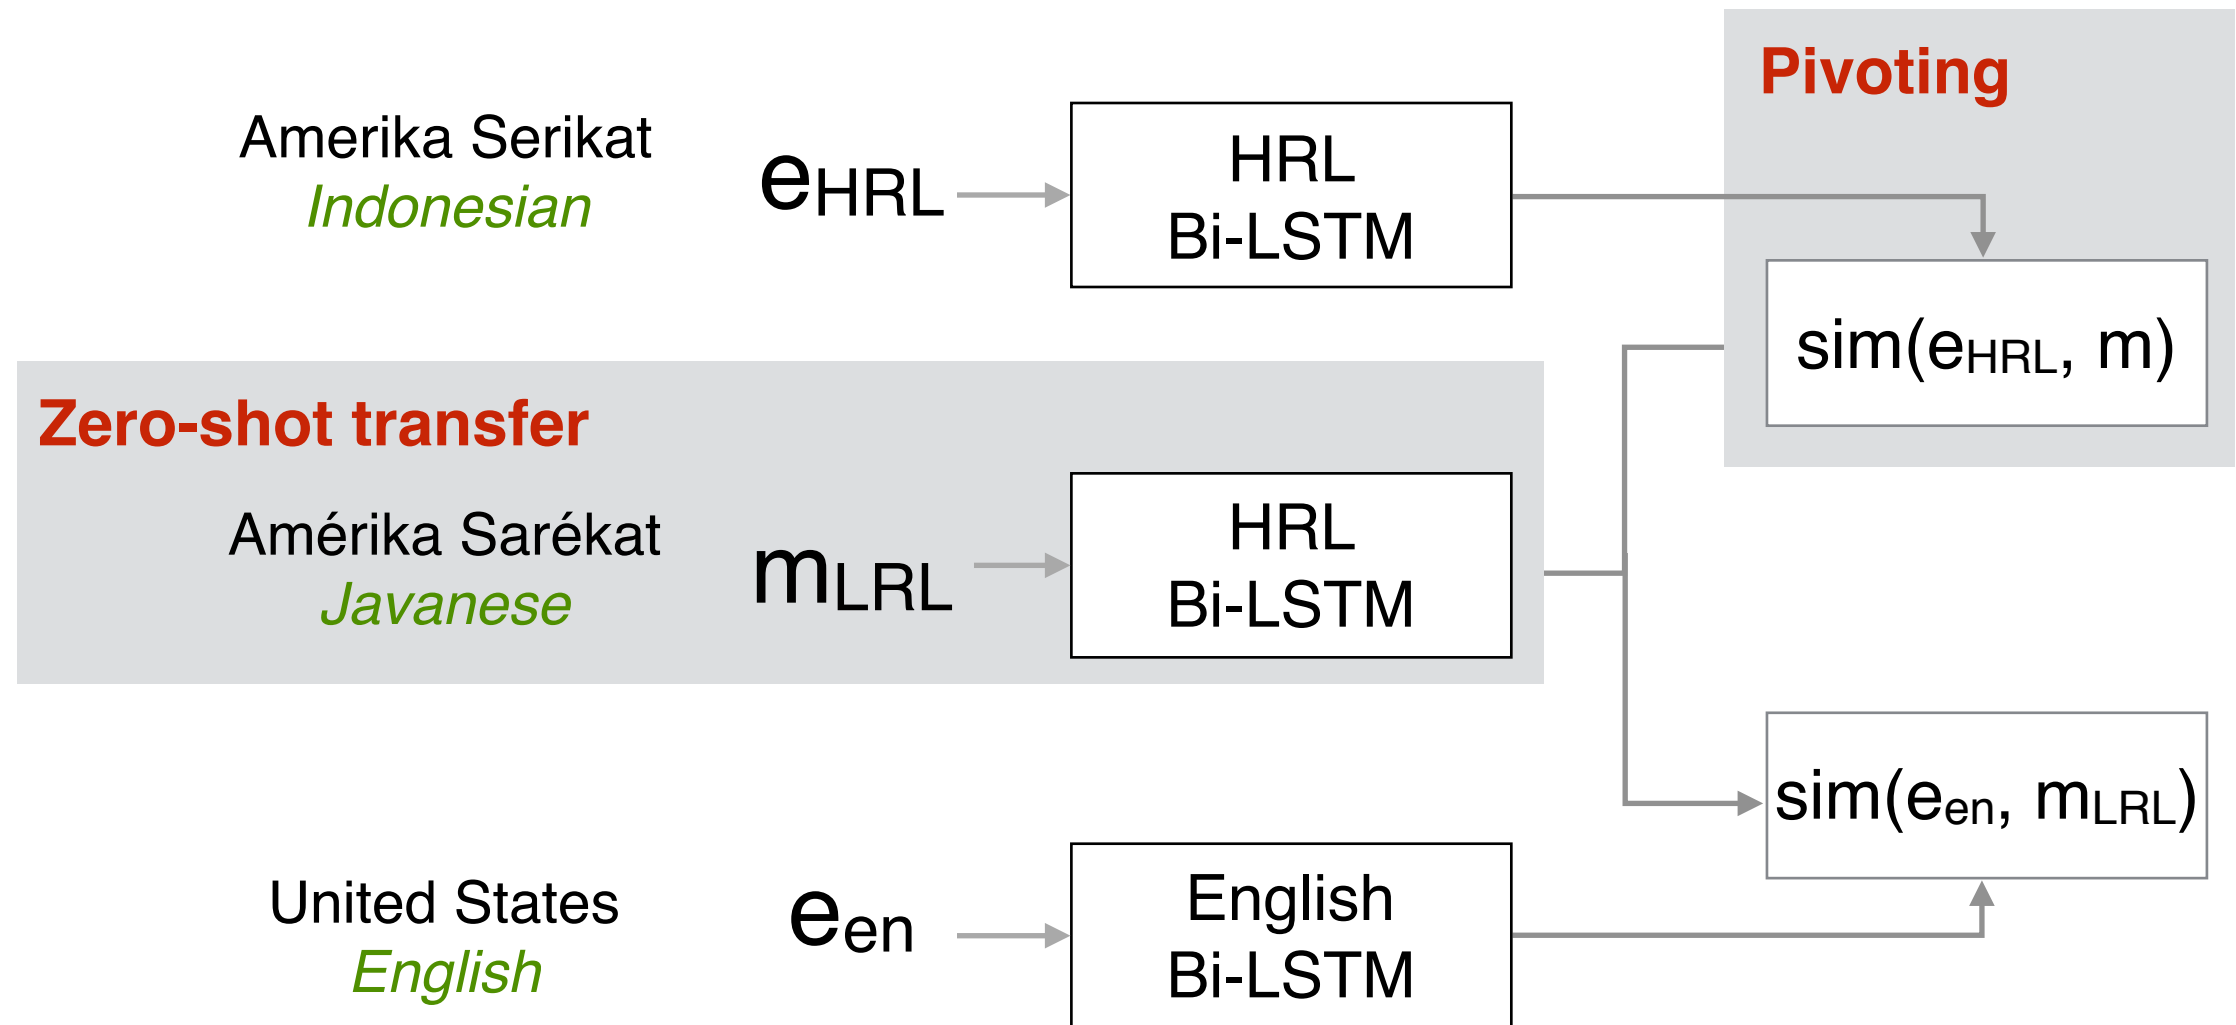 Pivoting
Amerika Serikat
Indonesian
eHRL
HRL
Bi-LSTM
sim(eHRL, m)
Zero-shot transfer
Amérika Sarékat
Javanese
mLRL
HRL
Bi-LSTM
sim(een, mLRL)
United States
English
een
English
Bi-LSTM